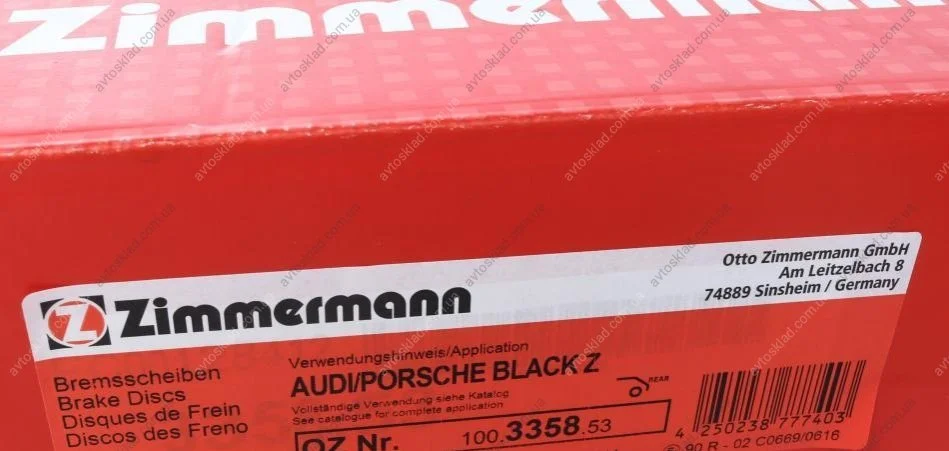 Zimmermann
Otto Zimmermann GmbH
Am Leitzelbach 8
74889 Sinsheim / Germany
Zimmermann
Bremsscheiben
Brake Discs
Disques de Frein
Discos des Freno
Verwendungshinweis/Application
AUDI/PORSCHE BLACK Z
Vollständige Verwendung siehe Katalog
See catalogue for complete application
REAR
OZ Nr.
100.3358.53
4 250238 777403
90 R - 02 C0669/0616
avtosklad.com.ua